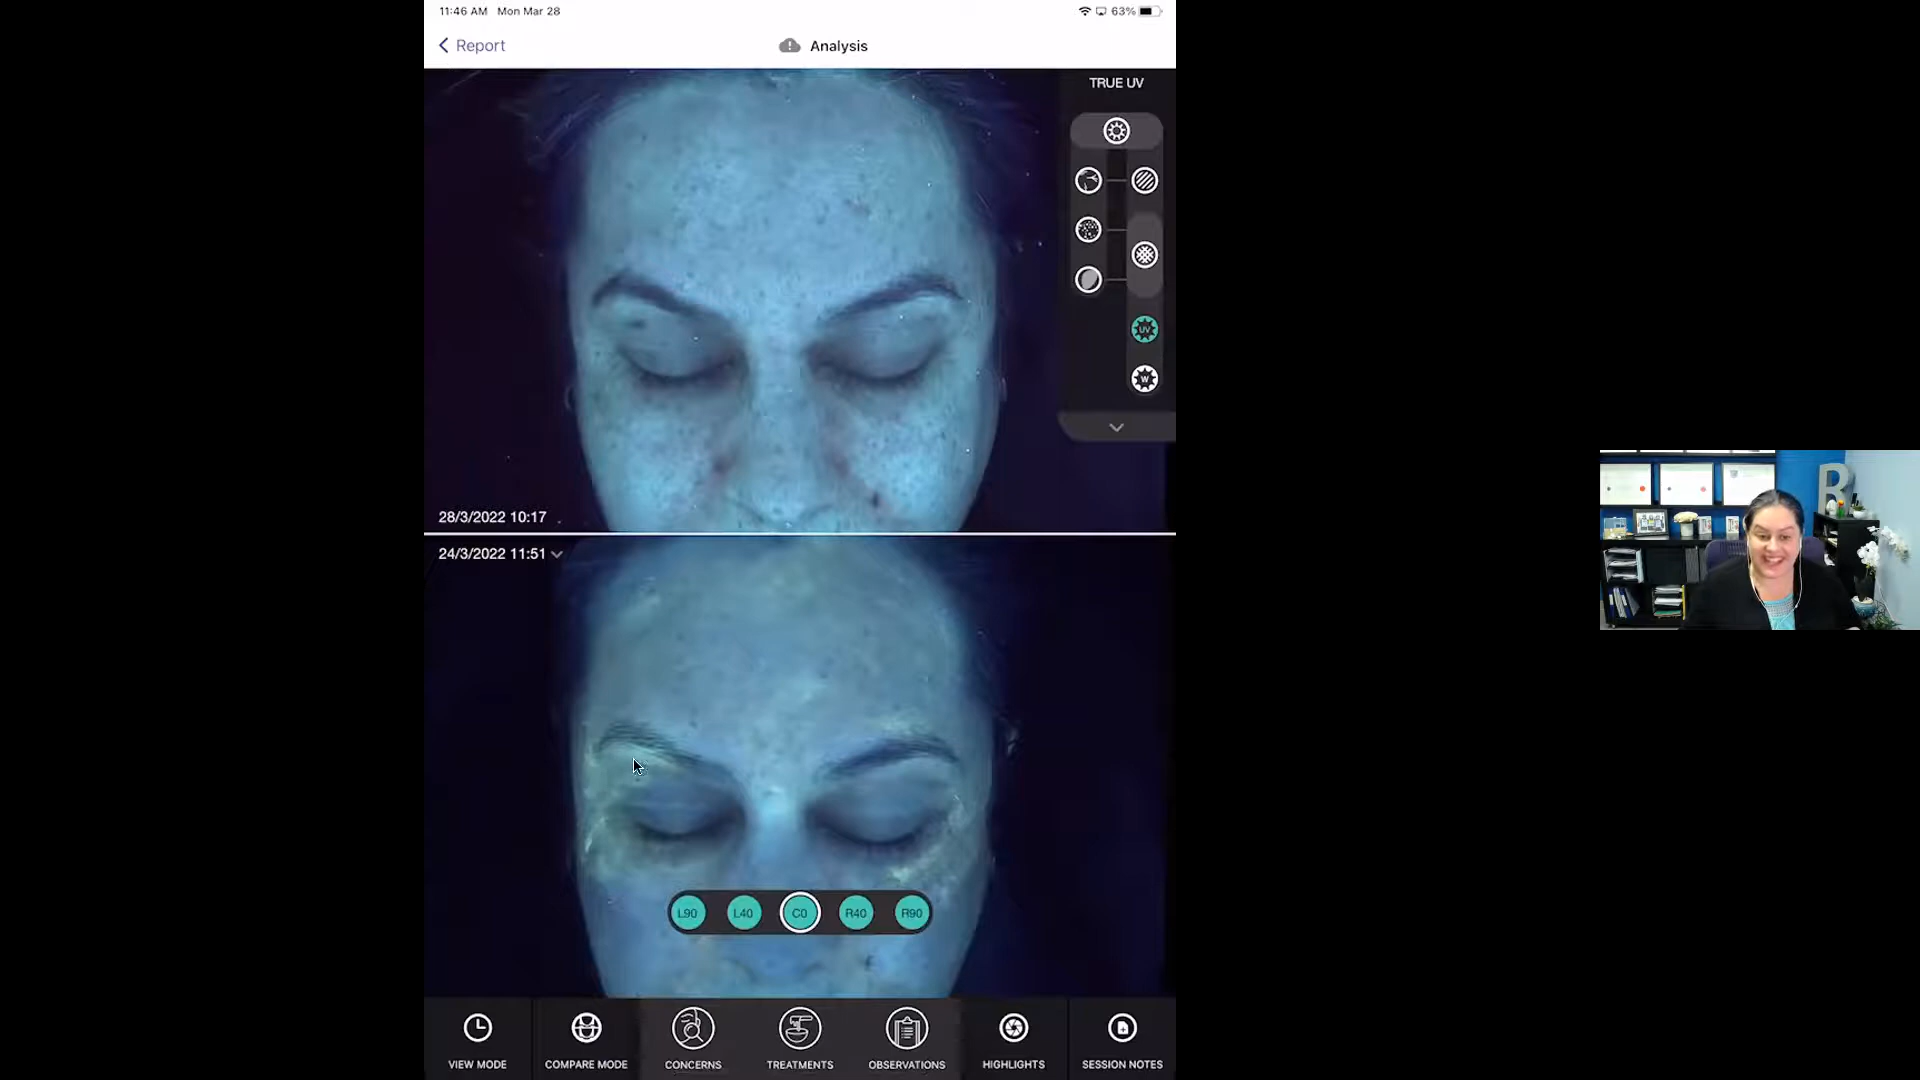 11:46 AM Mon Mar 28
63%
Report
Analysis
TRUE UV
UV
W
28/3/2022 10:17
24/3/2022 11:51
L90 L40 C0 R40 R90
VIEW MODE COMPARE MODE CONCERNS TREATMENTS OBSERVATIONS HIGHLIGHTS SESSION NOTES
R